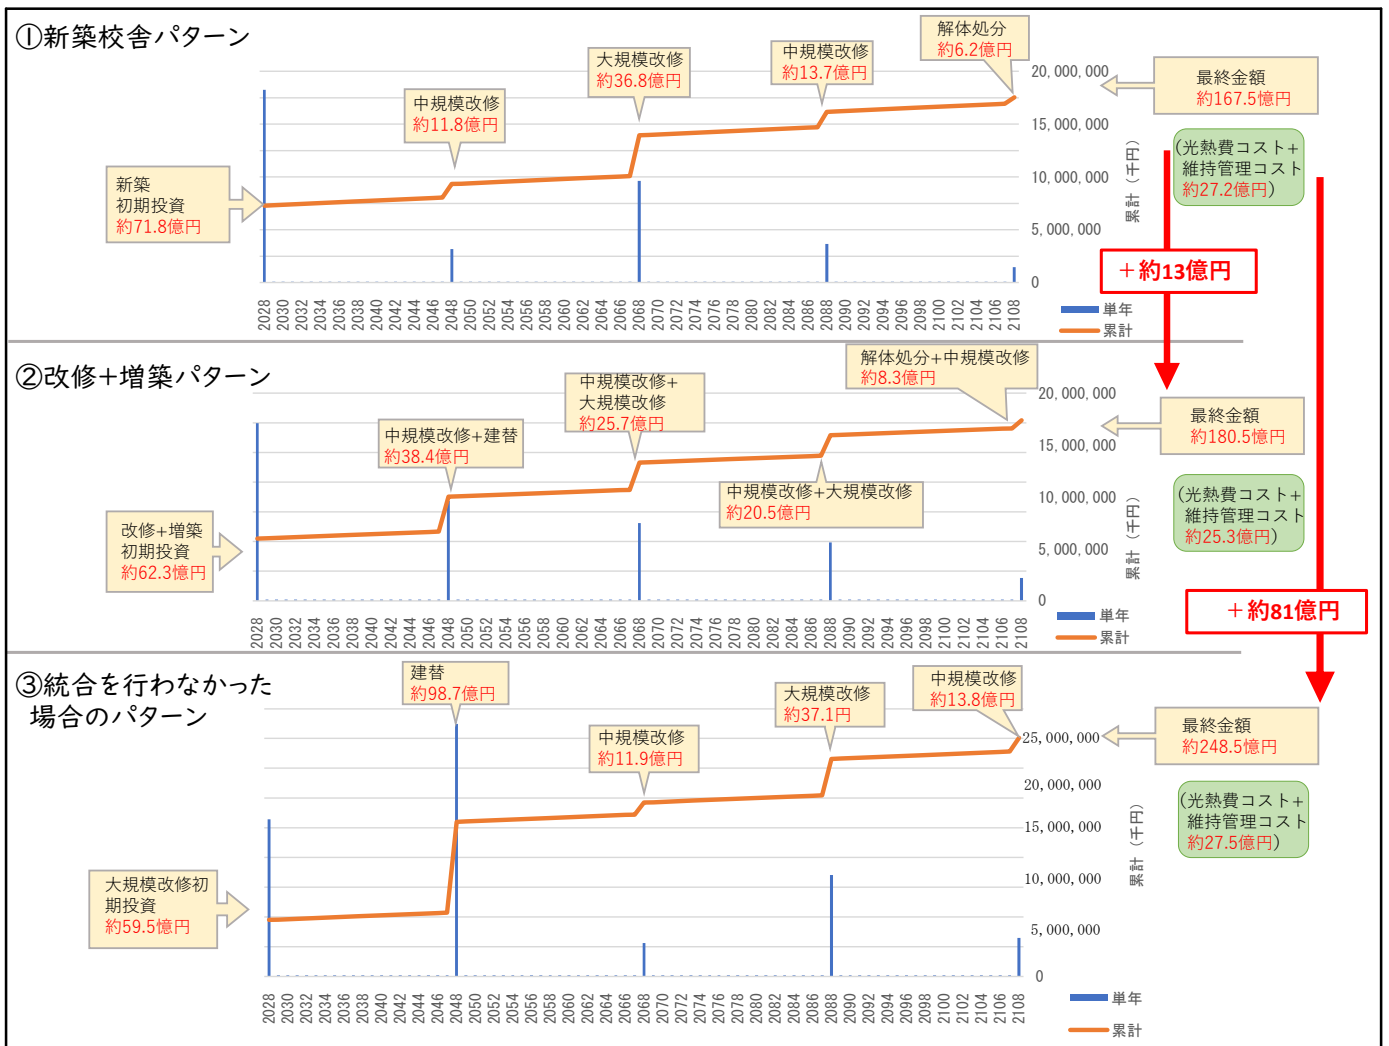 ①新築校舎パターン
解体処分
約6.2億円
中規模改修
約13.7億円
大規模改修
約36.8億円
中規模改修
約11.8億円
新築
初期投資
約71.8億円
最終金額
約167.5憶円
(光熱費コスト+
維持管理コスト
約27.2億円)
20,000,000
15,000,000
10,000,000
5,000,000
0
累計(千円)
2028 2030 2032 2034 2036 2038 2040 2042 2044 2046 2048 2050 2052 2054 2056 2058 2060 2062 2064 2066 2068 2070 2072 2074 2076 2078 2080 2082 2084 2086 2088 2090 2092 2094 2096 2098 2100 2102 2104 2106 2108
単年
累計
+約13億円
②改修+増築パターン
解体処分+中規模改修
約8.3億円
中規模改修+
大規模改修
約25.7億円
中規模改修+建替
約38.4億円
中規模改修+大規模改修
約20.5億円
改修+増築
初期投資
約62.3憶円
最終金額
約180.5憶円
(光熱費コスト+
維持管理コスト
約25.3億円)
20,000,000
15,000,000
10,000,000
5,000,000
0
累計(千円)
2028 2030 2032 2034 2036 2038 2040 2042 2044 2046 2048 2050 2052 2054 2056 2058 2060 2062 2064 2066 2068 2070 2072 2074 2076 2078 2080 2082 2084 2086 2088 2090 2092 2094 2096 2098 2100 2102 2104 2106 2108
単年
累計
+約81億円
③統合を行わなかった
場合のパターン
建替
約98.7億円
中規模改修
約11.9億円
大規模改修
約37.1円
中規模改修
約13.8億円
大規模改修初
期投資
約59.5憶円
最終金額
約248.5憶円
(光熱費コスト+
維持管理コスト
約27.5億円)
25,000,000
20,000,000
15,000,000
10,000,000
5,000,000
0
累計(千円)
2028 2030 2032 2034 2036 2038 2040 2042 2044 2046 2048 2050 2052 2054 2056 2058 2060 2062 2064 2066 2068 2070 2072 2074 2076 2078 2080 2082 2084 2086 2088 2090 2092 2094 2096 2098 2100 2102 2104 2106 2108
単年
累計